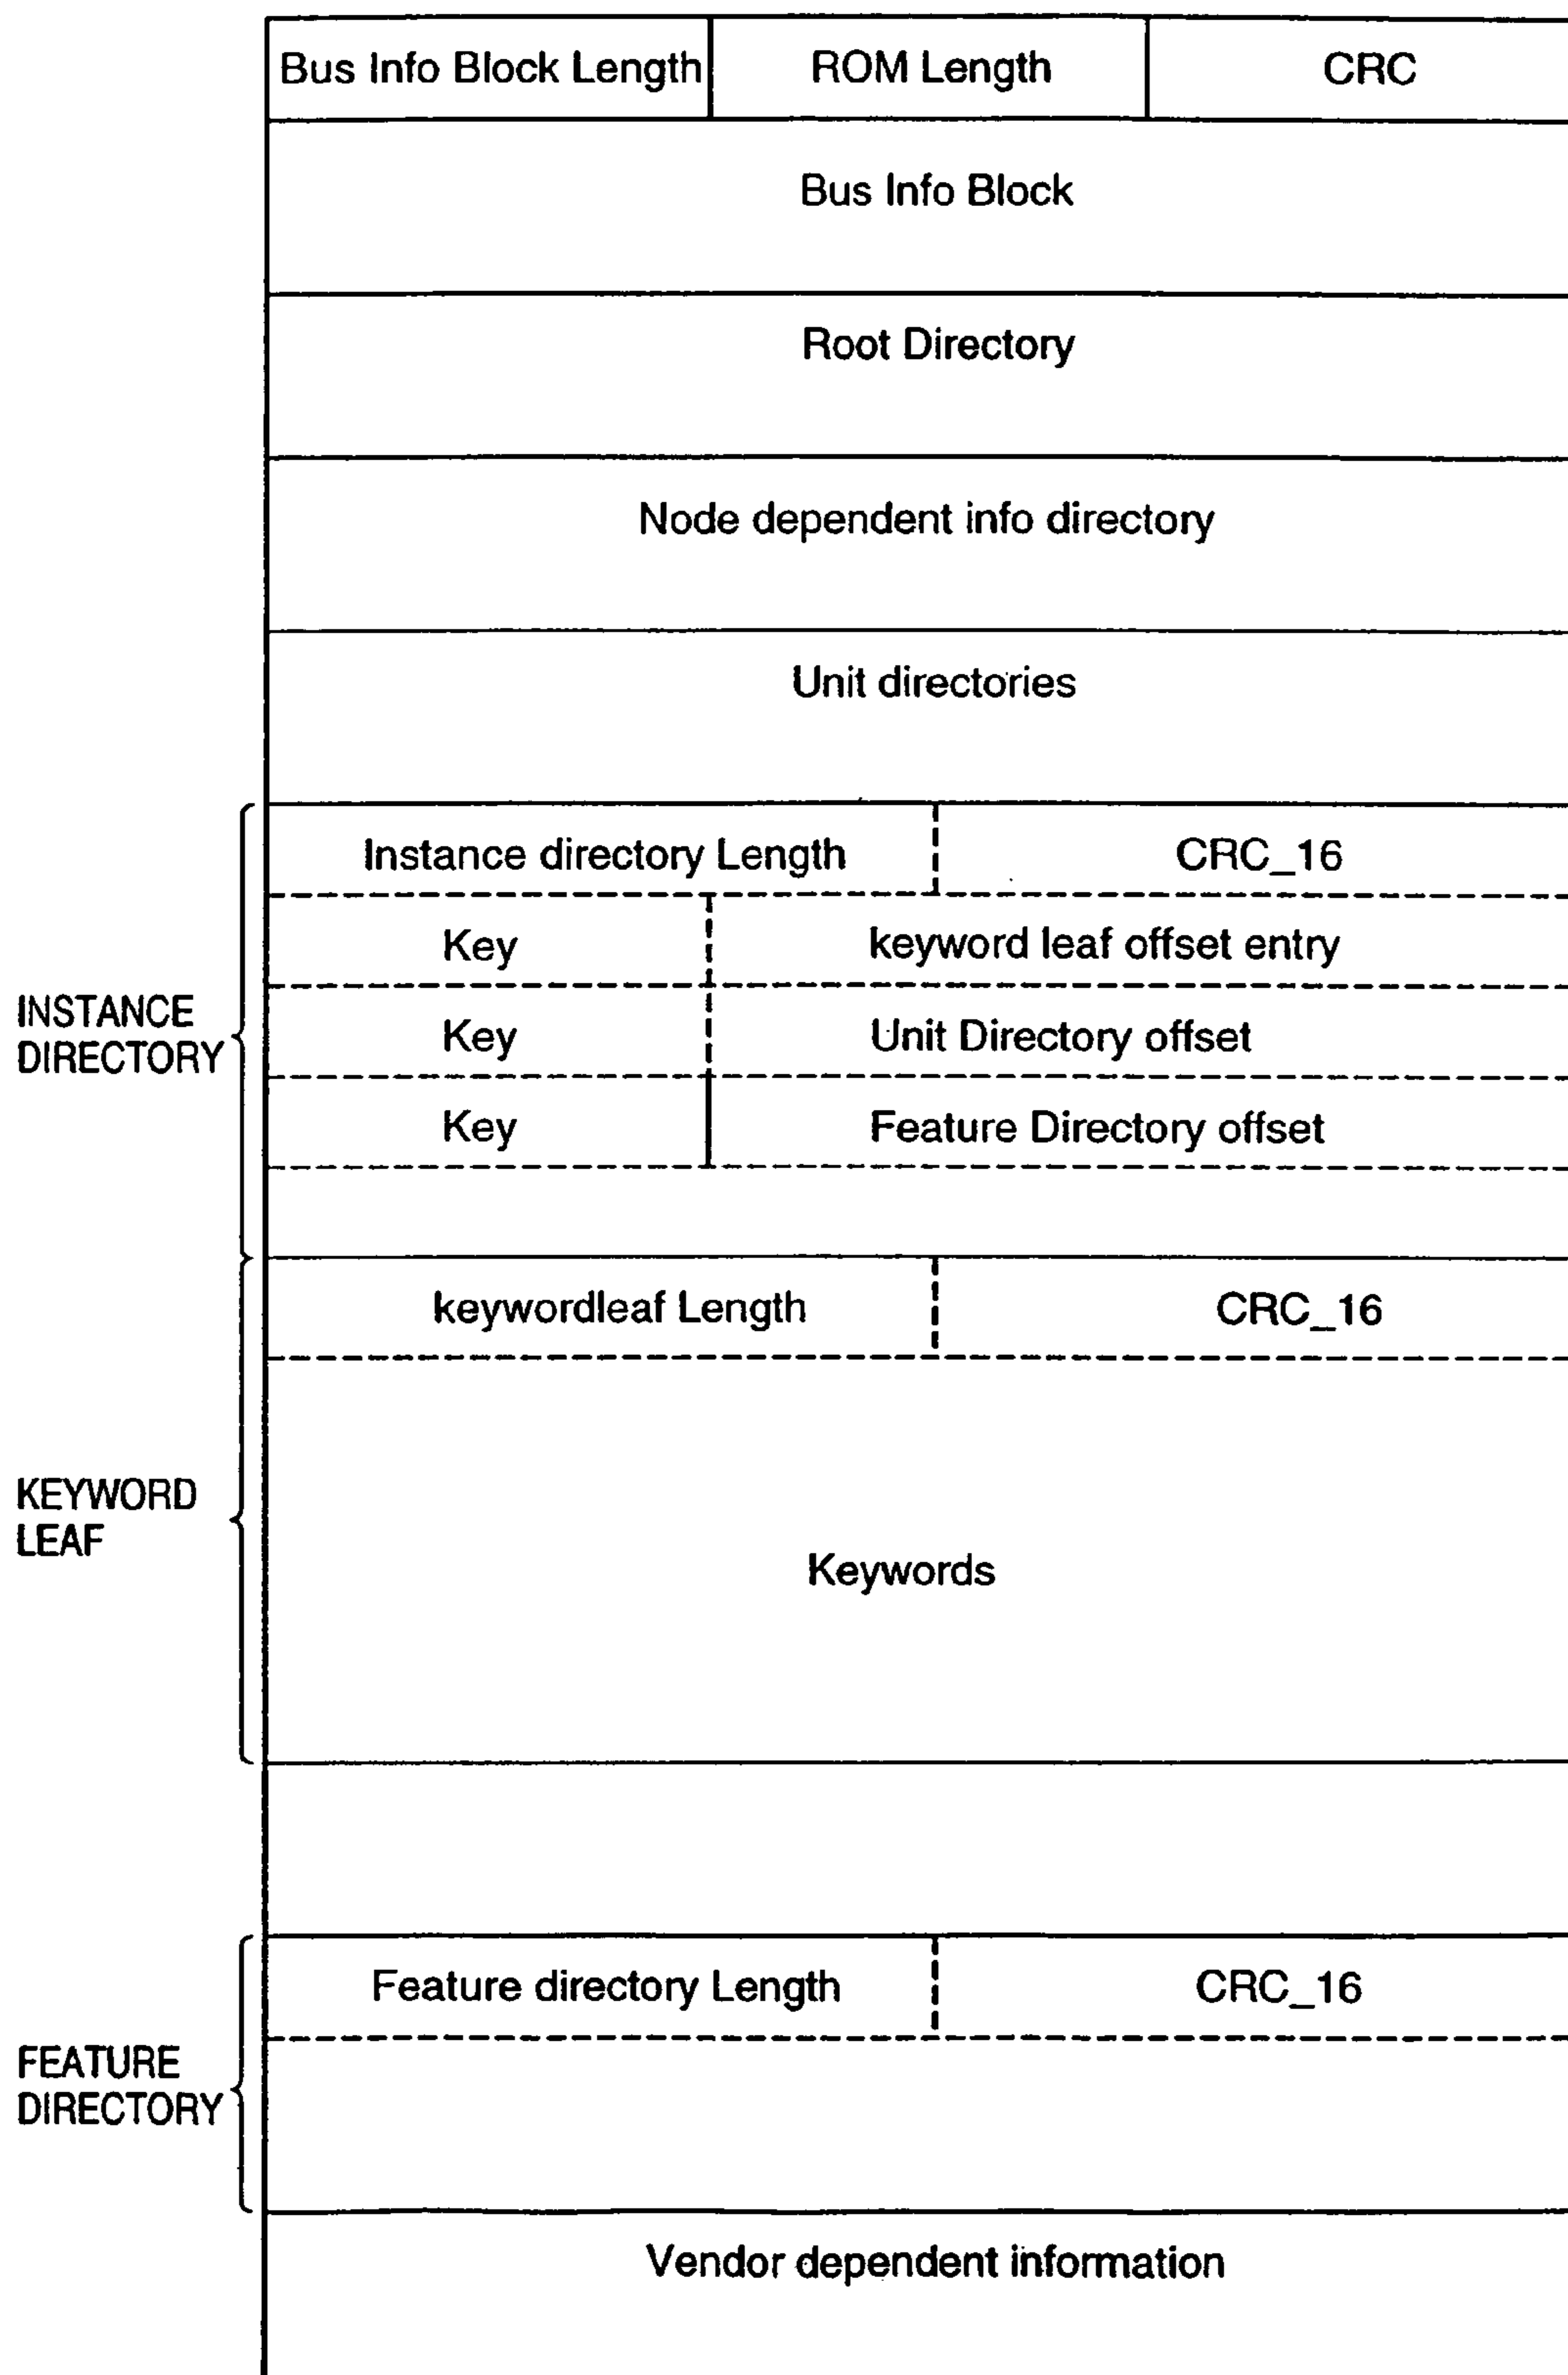 Bus Info Block Length ROM Length CRC
Bus Info Block
Root Directory
Node dependent info directory
Unit directories
INSTANCE
DIRECTORY
Instance directory Length CRC_16
Key keyword leaf offset entry
Key Unit Directory offset
Key Feature Directory offset
KEYWORD
LEAF
keywordleaf Length CRC_16
Keywords
FEATURE
DIRECTORY
Feature directory Length CRC_16
Vendor dependent information